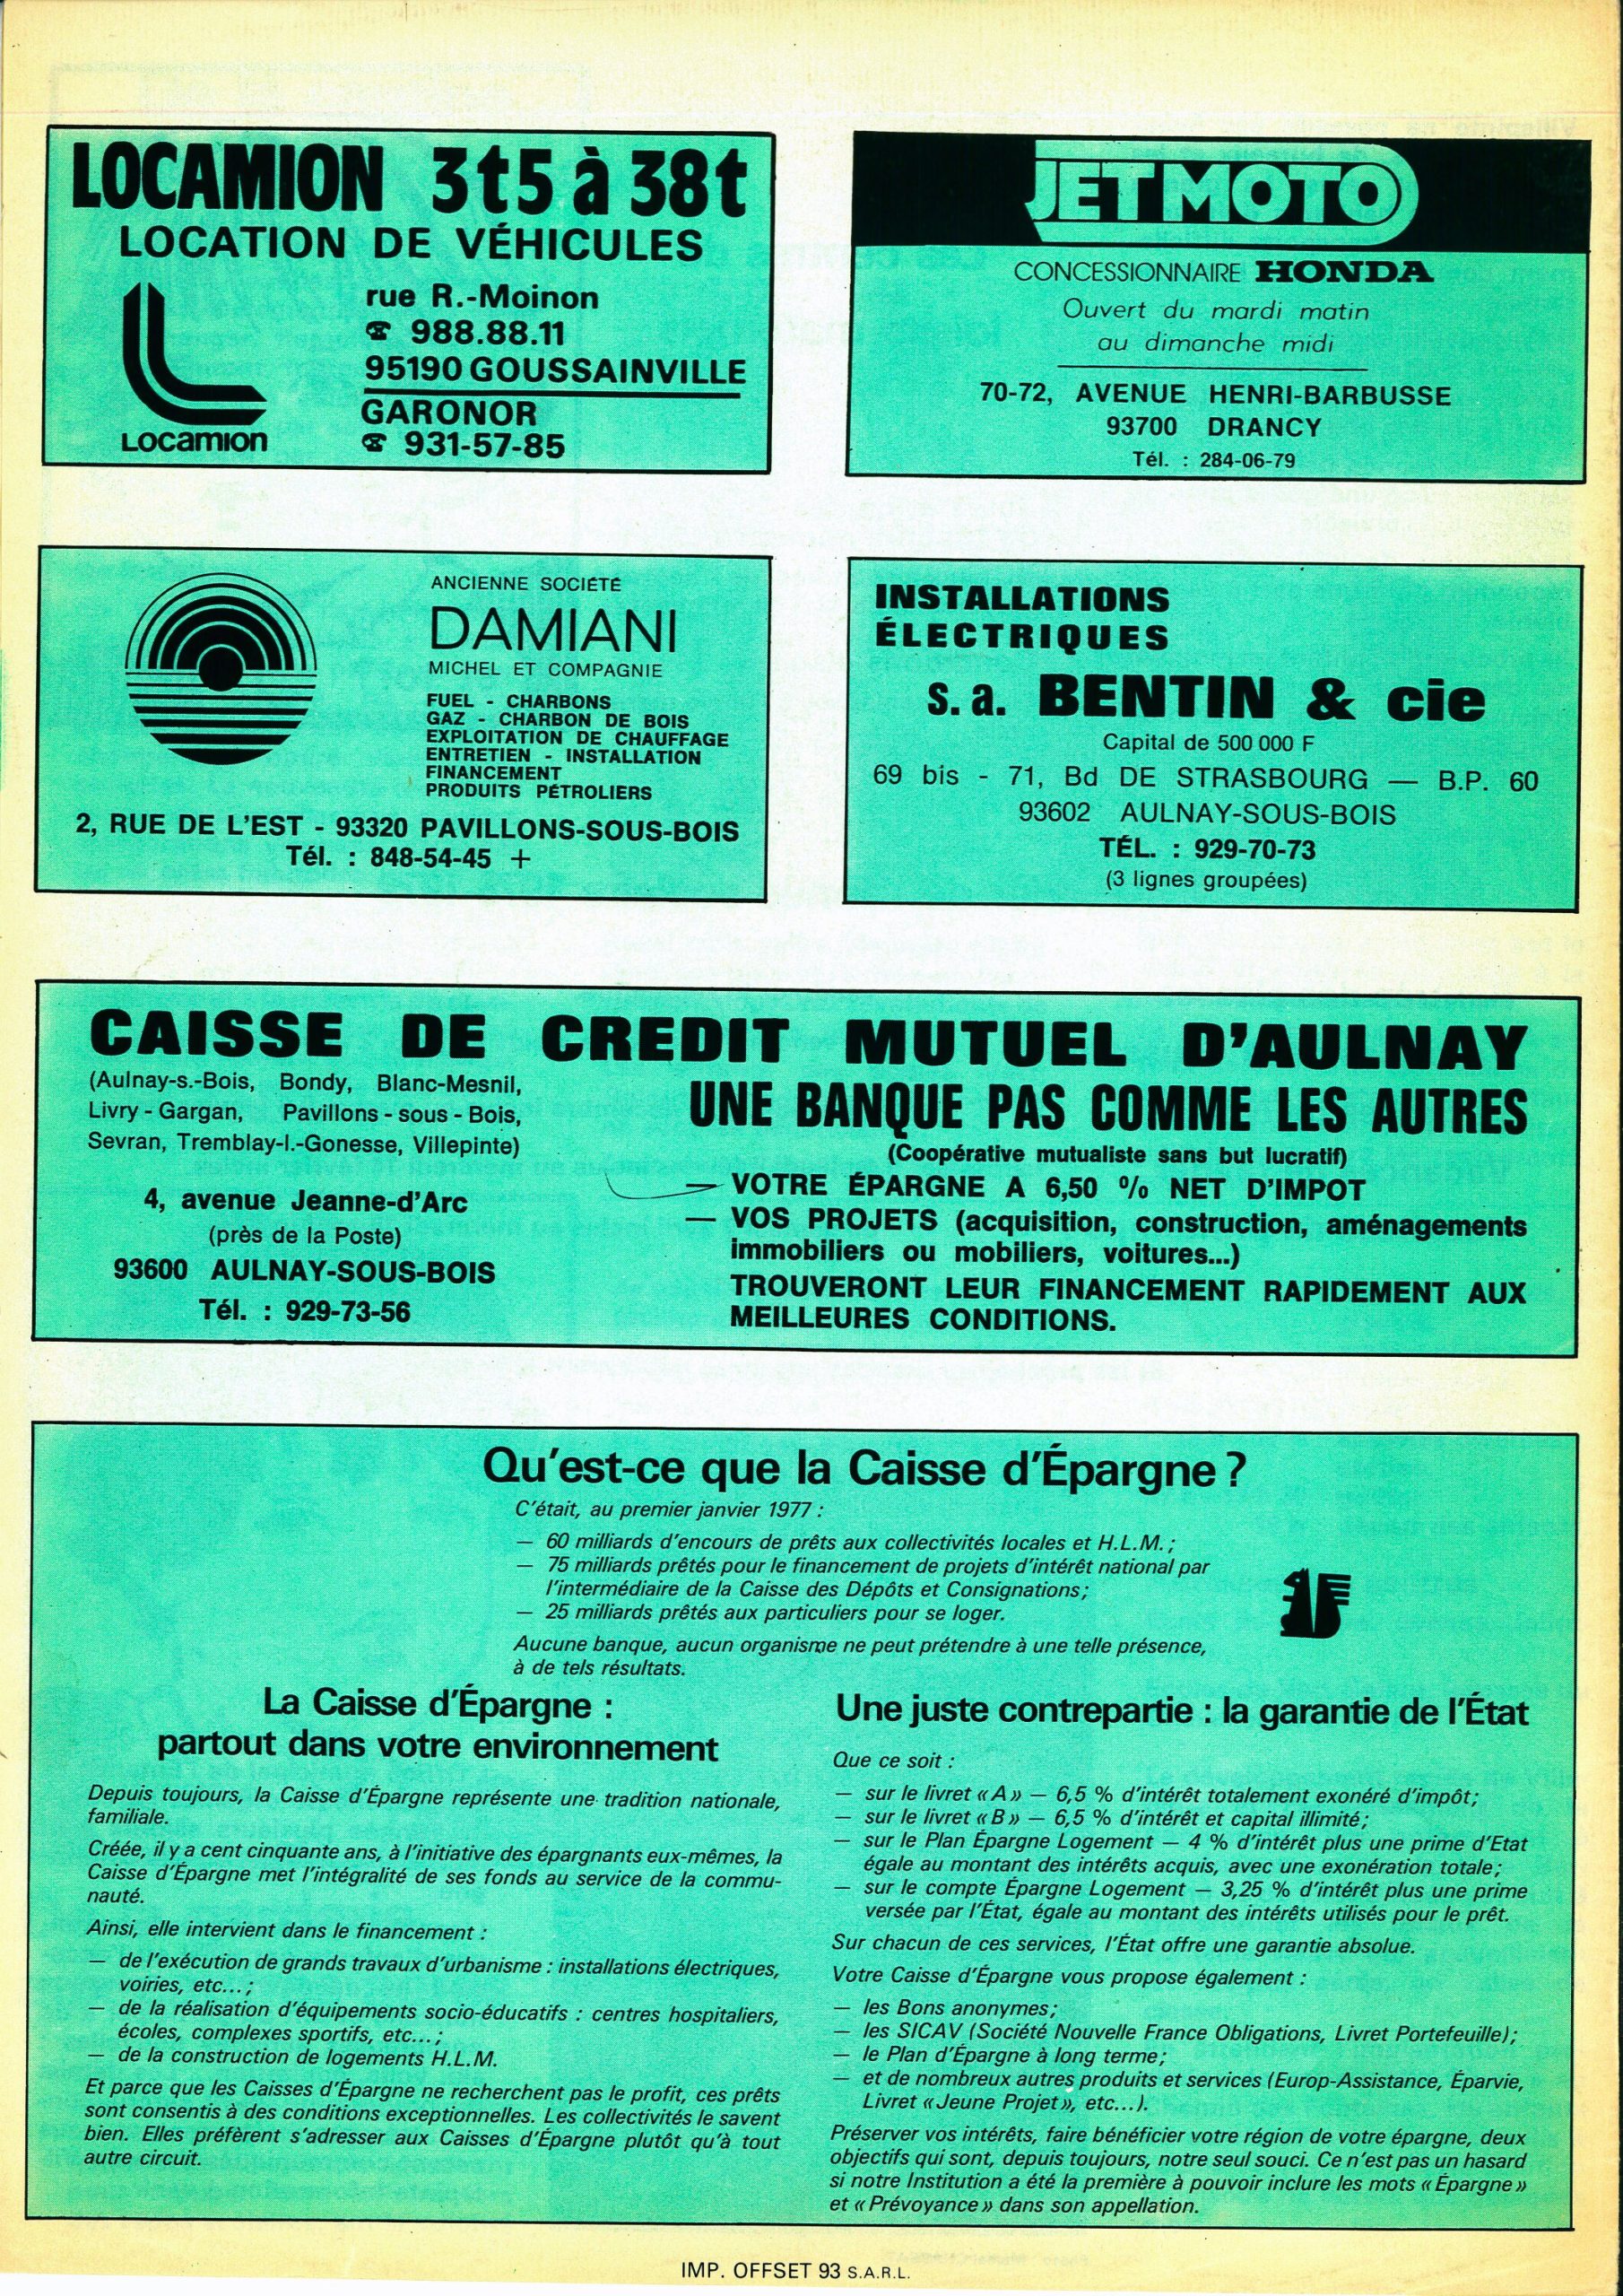 LOCAMION 3t5 à 38t
LOCATION DE VÉHICULES
rue R.-Moinon
☎ 988.88.11
95190 GOUSSAINVILLE
GARONOR
☎ 931-57-85
Locamion
JET MOTO
CONCESSIONNAIRE HONDA
Ouvert du mardi matin
au dimanche midi
70-72, AVENUE HENRI-BARBUSSE
93700 DRANCY
Tél. : 284-06-79
ANCIENNE SOCIÉTÉ
DAMIANI
MICHEL ET COMPAGNIE
FUEL - CHARBONS
GAZ - CHARBON DE BOIS
EXPLOITATION DE CHAUFFAGE
ENTRETIEN - INSTALLATION
FINANCEMENT
PRODUITS PÉTROLIERS
2, RUE DE L'EST - 93320 PAVILLONS-SOUS-BOIS
Tél. : 848-54-45 +
INSTALLATIONS
ÉLECTRIQUES
s.a. BENTIN & cie
Capital de 500 000 F
69 bis - 71, Bd DE STRASBOURG — B.P. 60
93602 AULNAY-SOUS-BOIS
TÉL. : 929-70-73
(3 lignes groupées)
CAISSE DE CREDIT MUTUEL D'AULNAY
(Aulnay-s.-Bois, Bondy, Blanc-Mesnil,
Livry - Gargan, Pavillons - sous - Bois,
Sevran, Tremblay-l.-Gonesse, Villepinte)
4, avenue Jeanne-d'Arc
(près de la Poste)
93600 AULNAY-SOUS-BOIS
Tél. : 929-73-56
UNE BANQUE PAS COMME LES AUTRES
(Coopérative mutualiste sans but lucratif)
— VOTRE ÉPARGNE A 6,50 % NET D'IMPOT
— VOS PROJETS (acquisition, construction, aménagements
immobiliers ou mobiliers, voitures...)
TROUVERONT LEUR FINANCEMENT RAPIDEMENT AUX
MEILLEURES CONDITIONS.
Qu'est-ce que la Caisse d'Épargne ?
C'était, au premier janvier 1977 :
— 60 milliards d'encours de prêts aux collectivités locales et H.L.M. ;
— 75 milliards prêtés pour le financement de projets d'intérêt national par
l'intermédiaire de la Caisse des Dépôts et Consignations;
— 25 milliards prêtés aux particuliers pour se loger.
Aucune banque, aucun organisme ne peut prétendre à une telle présence,
à de tels résultats.
La Caisse d'Épargne :
partout dans votre environnement
Depuis toujours, la Caisse d'Épargne représente une tradition nationale,
familiale.
Créée, il y a cent cinquante ans, à l'initiative des épargnants eux-mêmes, la
Caisse d'Épargne met l'intégralité de ses fonds au service de la commu-
nauté.
Ainsi, elle intervient dans le financement :
— de l'exécution de grands travaux d'urbanisme : installations électriques,
voiries, etc...;
— de la réalisation d'équipements socio-éducatifs : centres hospitaliers,
écoles, complexes sportifs, etc...;
— de la construction de logements H.L.M.
Et parce que les Caisses d'Épargne ne recherchent pas le profit, ces prêts
sont consentis à des conditions exceptionnelles. Les collectivités le savent
bien. Elles préfèrent s'adresser aux Caisses d'Épargne plutôt qu'à tout
autre circuit.
Une juste contrepartie : la garantie de l'État
Que ce soit :
— sur le livret « A » — 6,5 % d'intérêt totalement exonéré d'impôt;
— sur le livret « B » — 6,5 % d'intérêt et capital illimité;
— sur le Plan Épargne Logement — 4 % d'intérêt plus une prime d'Etat
égale au montant des intérêts acquis, avec une exonération totale;
— sur le compte Épargne Logement — 3,25 % d'intérêt plus une prime
versée par l'État, égale au montant des intérêts utilisés pour le prêt.
Sur chacun de ces services, l'État offre une garantie absolue.
Votre Caisse d'Épargne vous propose également :
— les Bons anonymes;
— les SICAV (Société Nouvelle France Obligations, Livret Portefeuille);
— le Plan d'Épargne à long terme;
— et de nombreux autres produits et services (Europ-Assistance, Éparvie,
Livret « Jeune Projet », etc...).
Préserver vos intérêts, faire bénéficier votre région de votre épargne, deux
objectifs qui sont, depuis toujours, notre seul souci. Ce n'est pas un hasard
si notre Institution a été la première à pouvoir inclure les mots « Épargne »
et « Prévoyance » dans son appellation.
IMP. OFFSET 93 S.A.R.L.